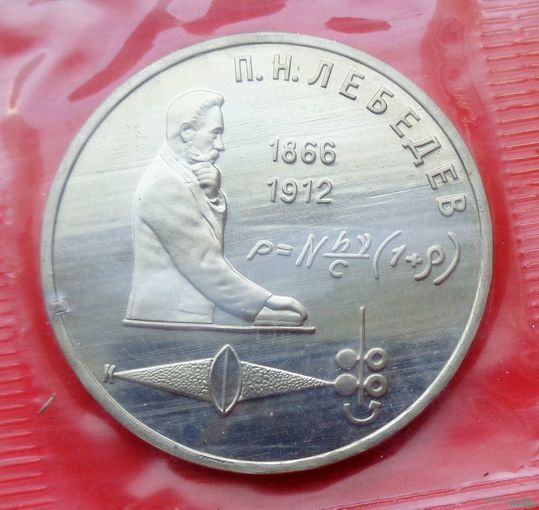 П. Н. ЛЕБЕДЕВ
1866
1912
p=N hν/c (1+ρ)
И